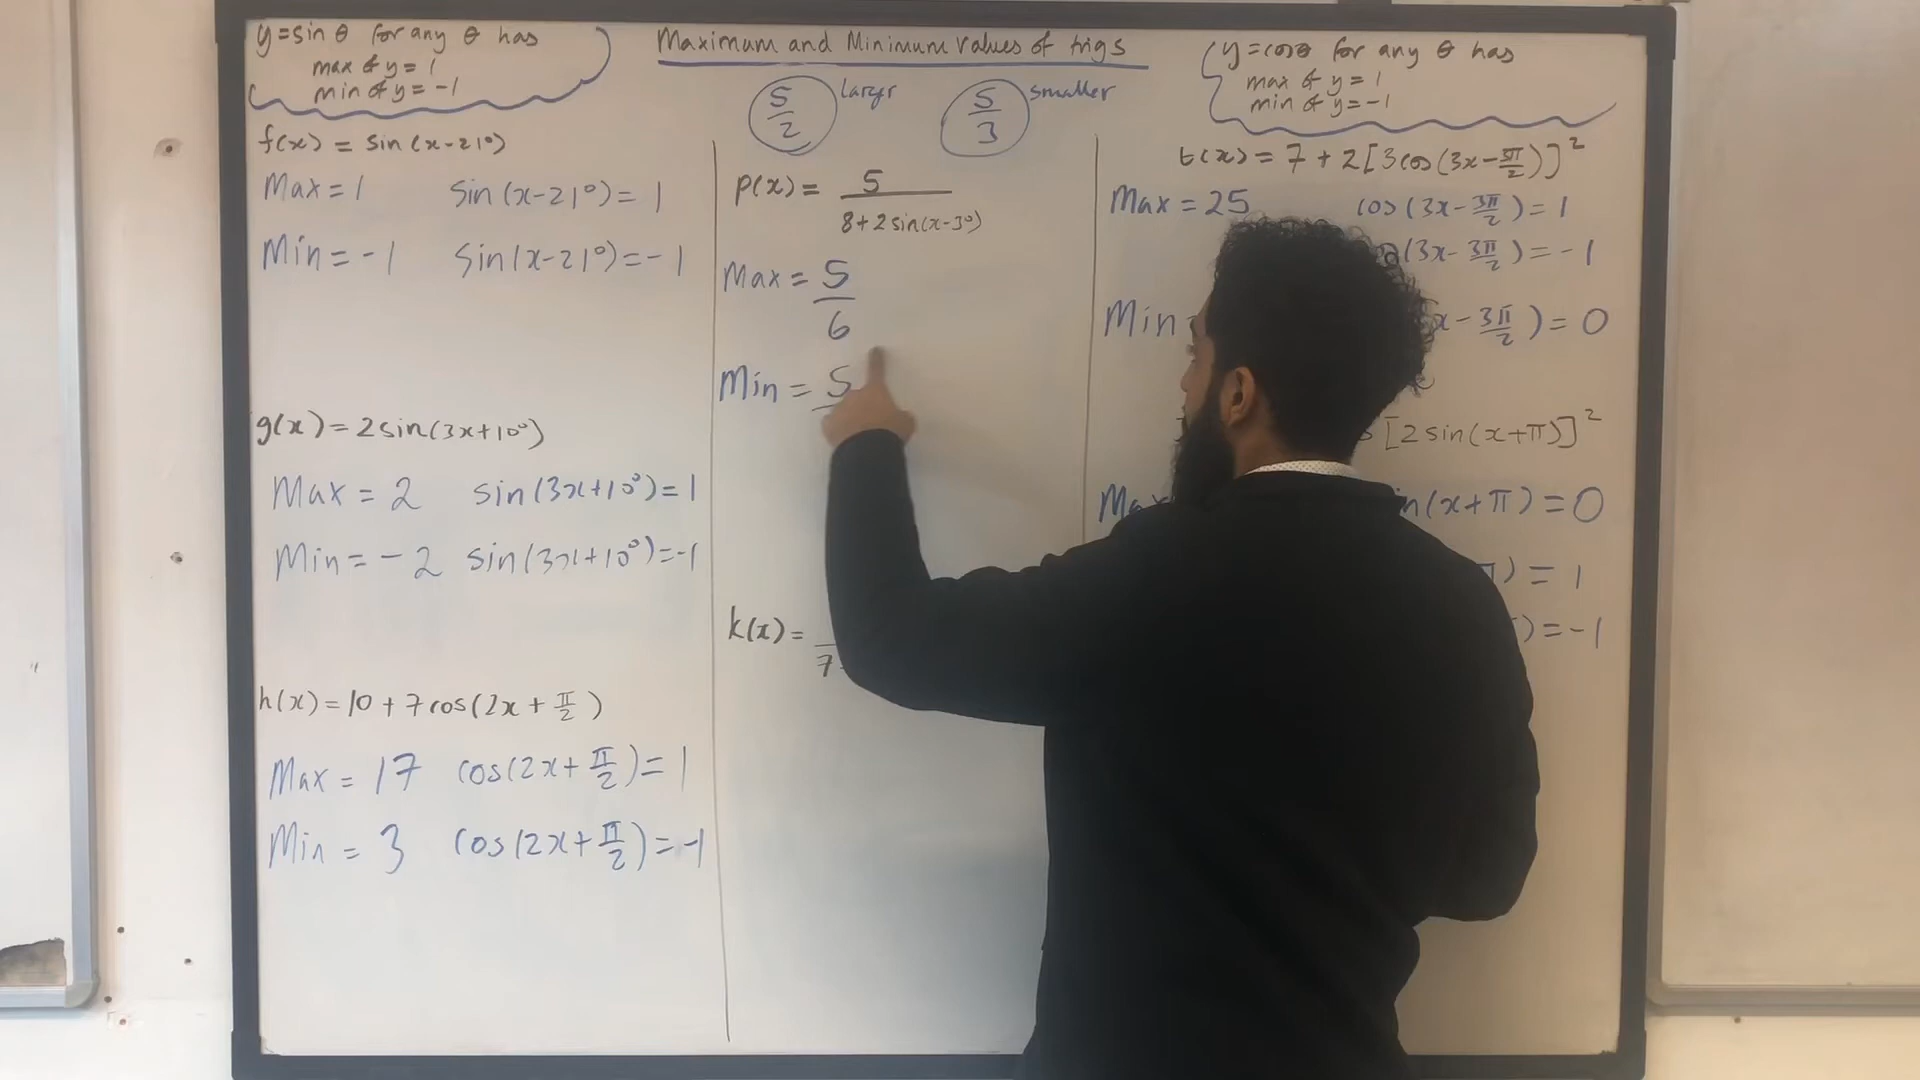 y=sin θ for any θ has
max of y= 1
min of y= -1
Maximum and Minimum values of trigs
5/2 larger
5/3 smaller
y=cosθ for any θ has
max of y= 1
min of y=-1
f(x) = sin(x-21°)
Max=1 sin(x-21°)=1
Min=-1 sin(x-21°)=-1
g(x)=2sin(3x+10°)
Max = 2 sin(3x+10°)=1
Min=-2 sin(3x+10°)=-1
h(x)=10+7cos(2x+π/2)
Max = 17 cos(2x+π/2)=1
Min = 3 cos(2x+π/2)=-1
p(x)= 5/8+2sin(x-3°)
Max = 5/6
Min = 5
k(x)=
7
t(x)= 7+2[3cos(3x-3π/2)]²
Max = 25 cos(3x-3π/2)=1
(3x-3π/2)=-1
Min x-3π/2)=0
[2sin(x+π)]²
Max n(x+π)=0
)=1
)=-1